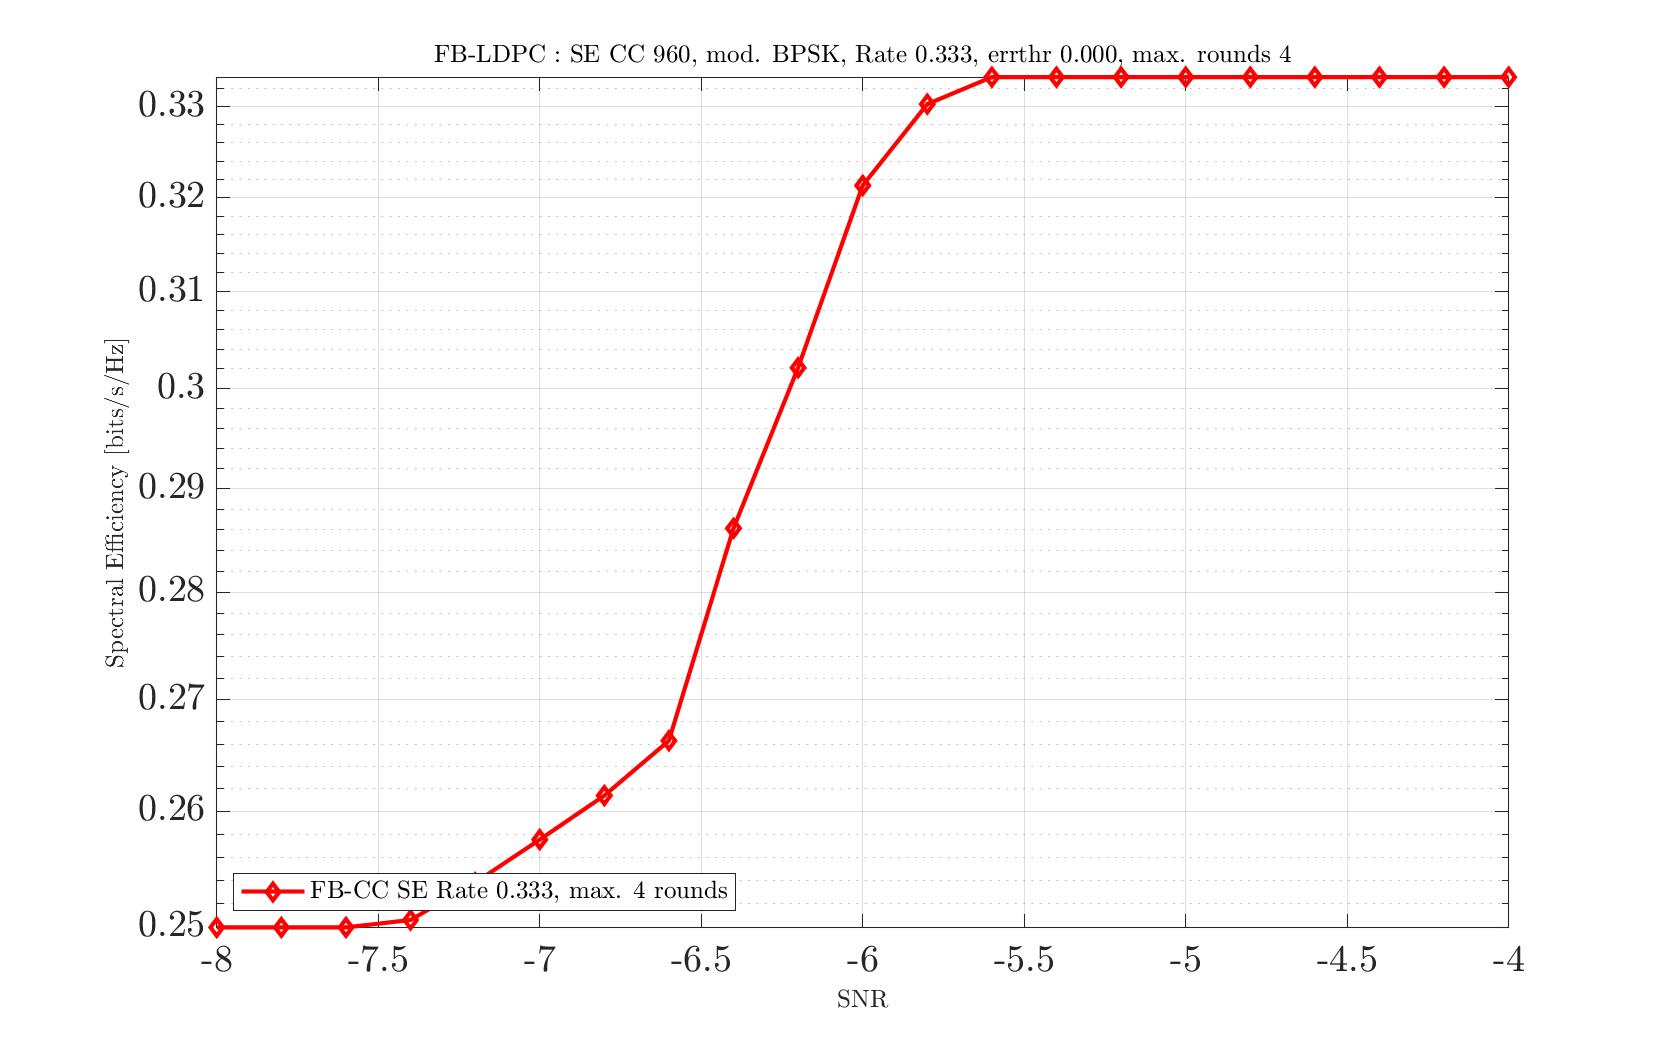 FB-LDPC : SE CC 960, mod. BPSK, Rate 0.333, errthr 0.000, max. rounds 4
0.33
0.32
0.31
0.3
0.29
0.28
0.27
0.26
0.25
Spectral Efficiency [bits/s/Hz]
FB-CC SE Rate 0.333, max. 4 rounds
-8 -7.5 -7 -6.5 -6 -5.5 -5 -4.5 -4
SNR